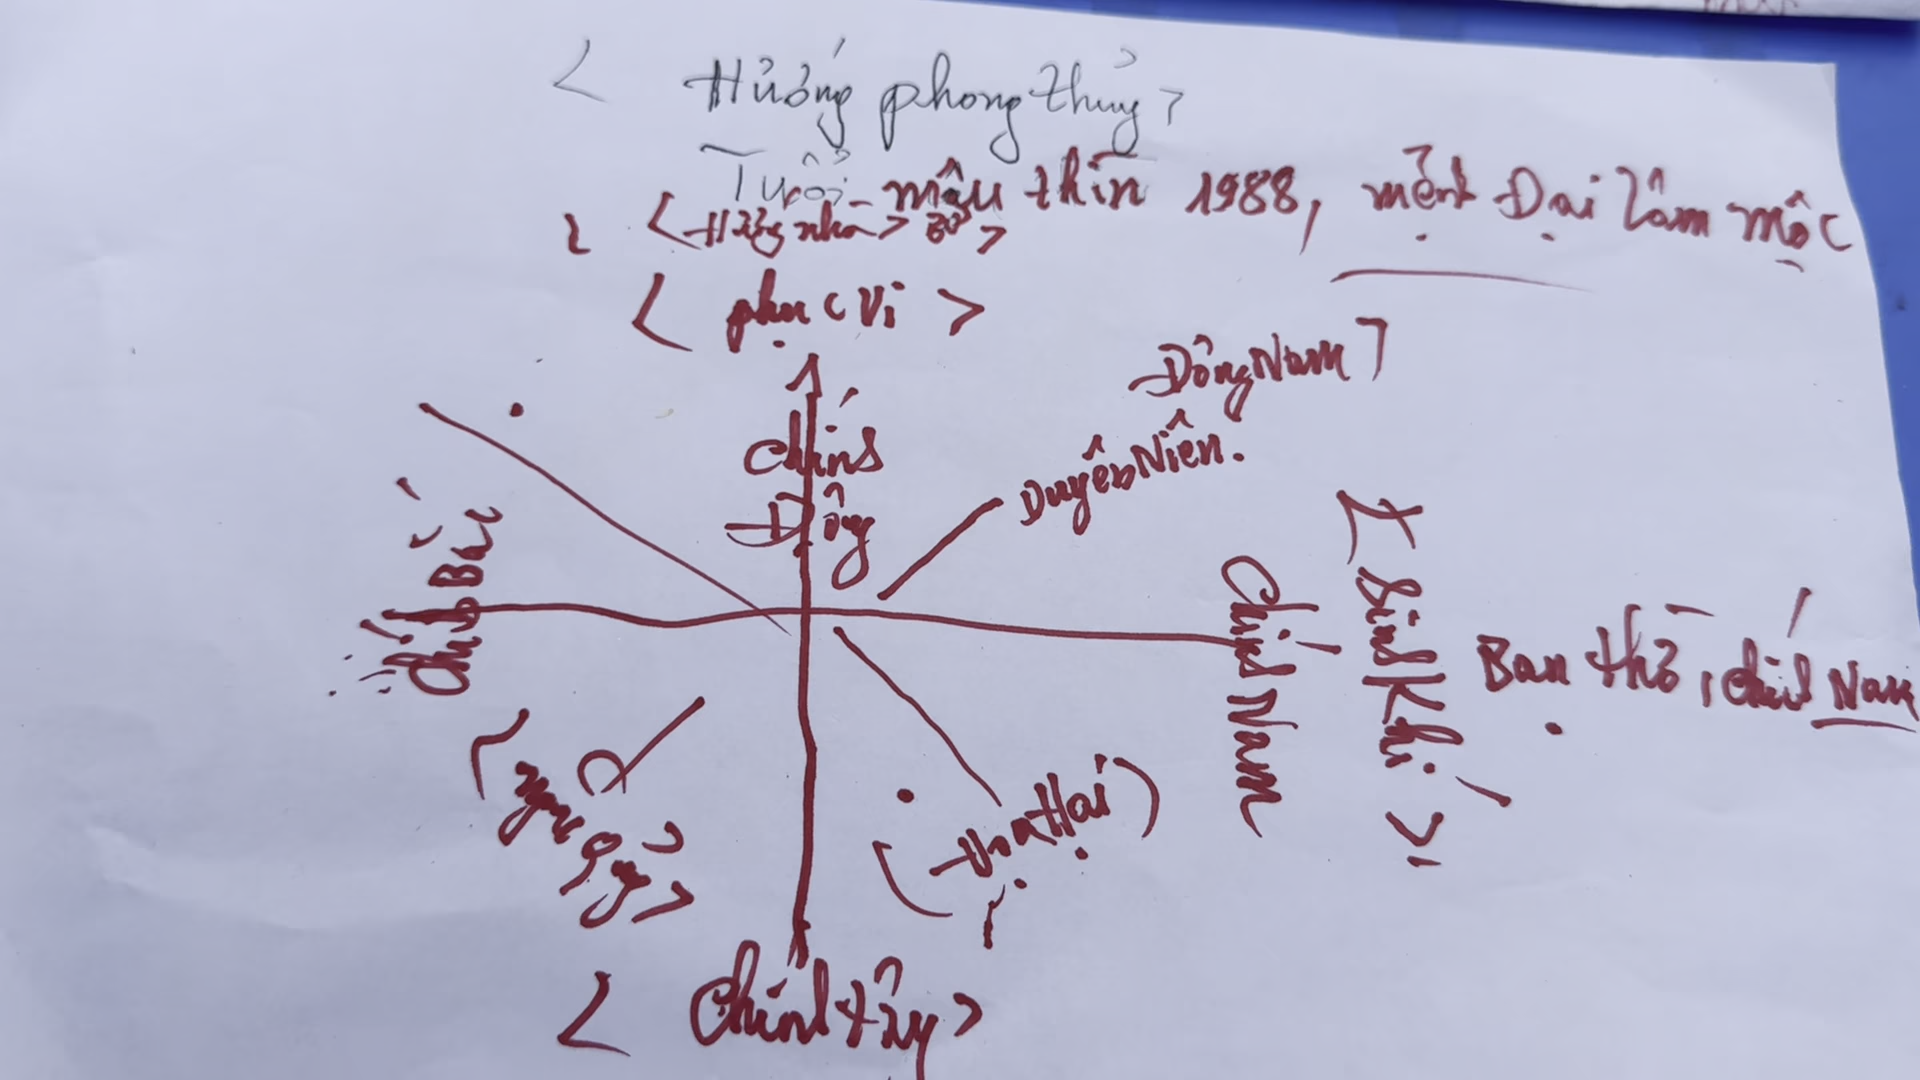 < Hướng phong thủy >
Tuổi mậu thìn 1988, mệnh Đại lâm mộc
< Hướng nhà >
< phục vi >
Đông Nam
Duyên Niên.
Chính
Đông
Chính Bắc
Chính Nam
< Sinh Khí >
Ban thờ, chính Nam
( Họa Hại )
< ngũ Quỷ >
< Chính tây >